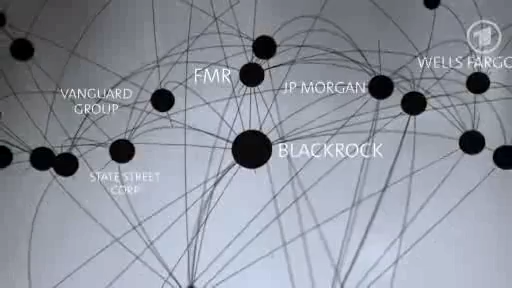 WELLS FARGO
FMR
JP MORGAN
VANGUARD
GROUP
BLACKROCK
STATE STREET
CORP.